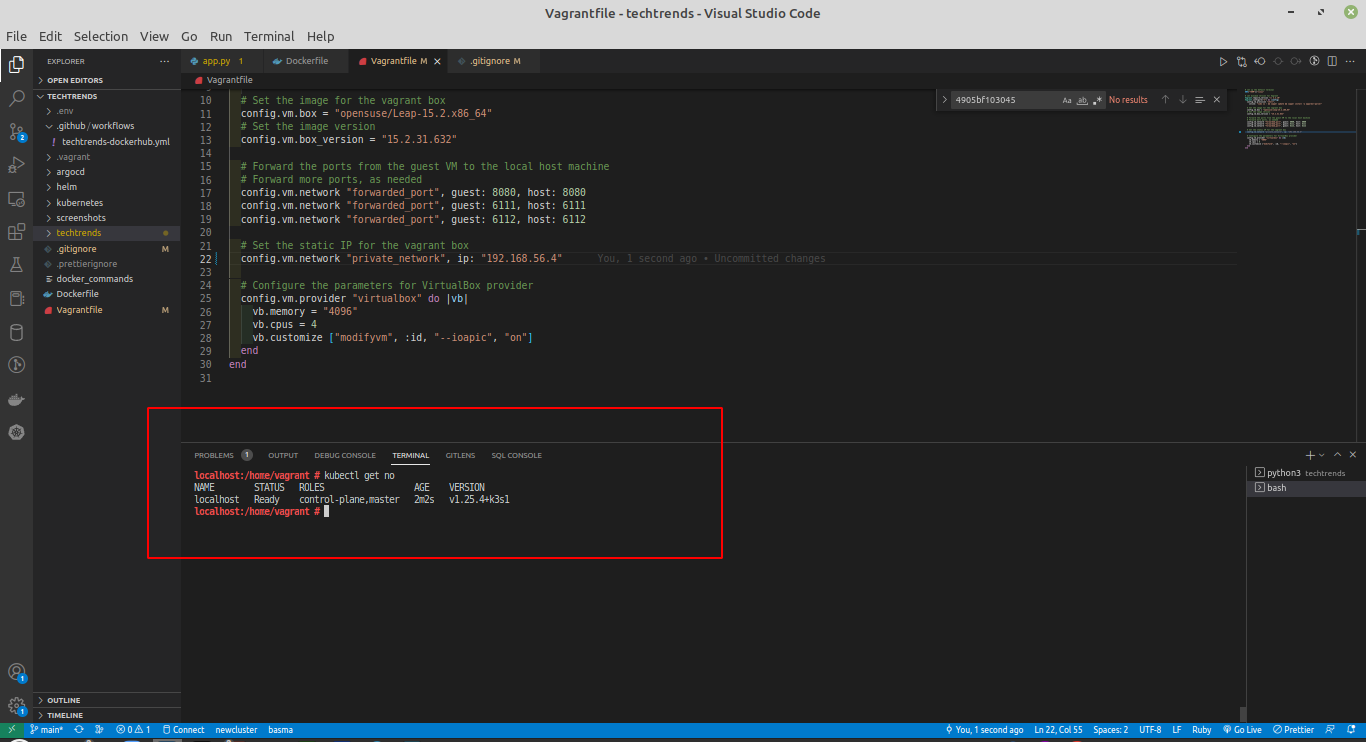 Vagrantfile - techtrends - Visual Studio Code
File Edit Selection View Go Run Terminal Help
EXPLORER
OPEN EDITORS
TECHTRENDS
.env
.github / workflows
! techtrends-dockerhub.yml
.vagrant
argocd
helm
kubernetes
screenshots
techtrends
.gitignore M
.prettierignore
docker_commands
Dockerfile
Vagrantfile M
OUTLINE
TIMELINE
app.py 1 Dockerfile Vagrantfile M .gitignore M
Vagrantfile
4905bf103045 Aa ab .* No results
10 # Set the image for the vagrant box
11 config.vm.box = "opensuse/Leap-15.2.x86_64"
12 # Set the image version
13 config.vm.box_version = "15.2.31.632"
14
15 # Forward the ports from the guest VM to the local host machine
16 # Forward more ports, as needed
17 config.vm.network "forwarded_port", guest: 8080, host: 8080
18 config.vm.network "forwarded_port", guest: 6111, host: 6111
19 config.vm.network "forwarded_port", guest: 6112, host: 6112
20
21 # Set the static IP for the vagrant box
22 config.vm.network "private_network", ip: "192.168.56.4" You, 1 second ago • Uncommitted changes
23
24 # Configure the parameters for VirtualBox provider
25 config.vm.provider "virtualbox" do |vb|
26 vb.memory = "4096"
27 vb.cpus = 4
28 vb.customize ["modifyvm", :id, "--ioapic", "on"]
29 end
30 end
31
PROBLEMS 1 OUTPUT DEBUG CONSOLE TERMINAL GITLENS SQL CONSOLE
localhost:/home/vagrant # kubectl get no
NAME STATUS ROLES AGE VERSION
localhost Ready control-plane,master 2m2s v1.25.4+k3s1
localhost:/home/vagrant #
python3 techtrends
bash
2
1
1
main* 0 1 Connect newcluster basma You, 1 second ago Ln 22, Col 55 Spaces: 2 UTF-8 LF Ruby Go Live Prettier